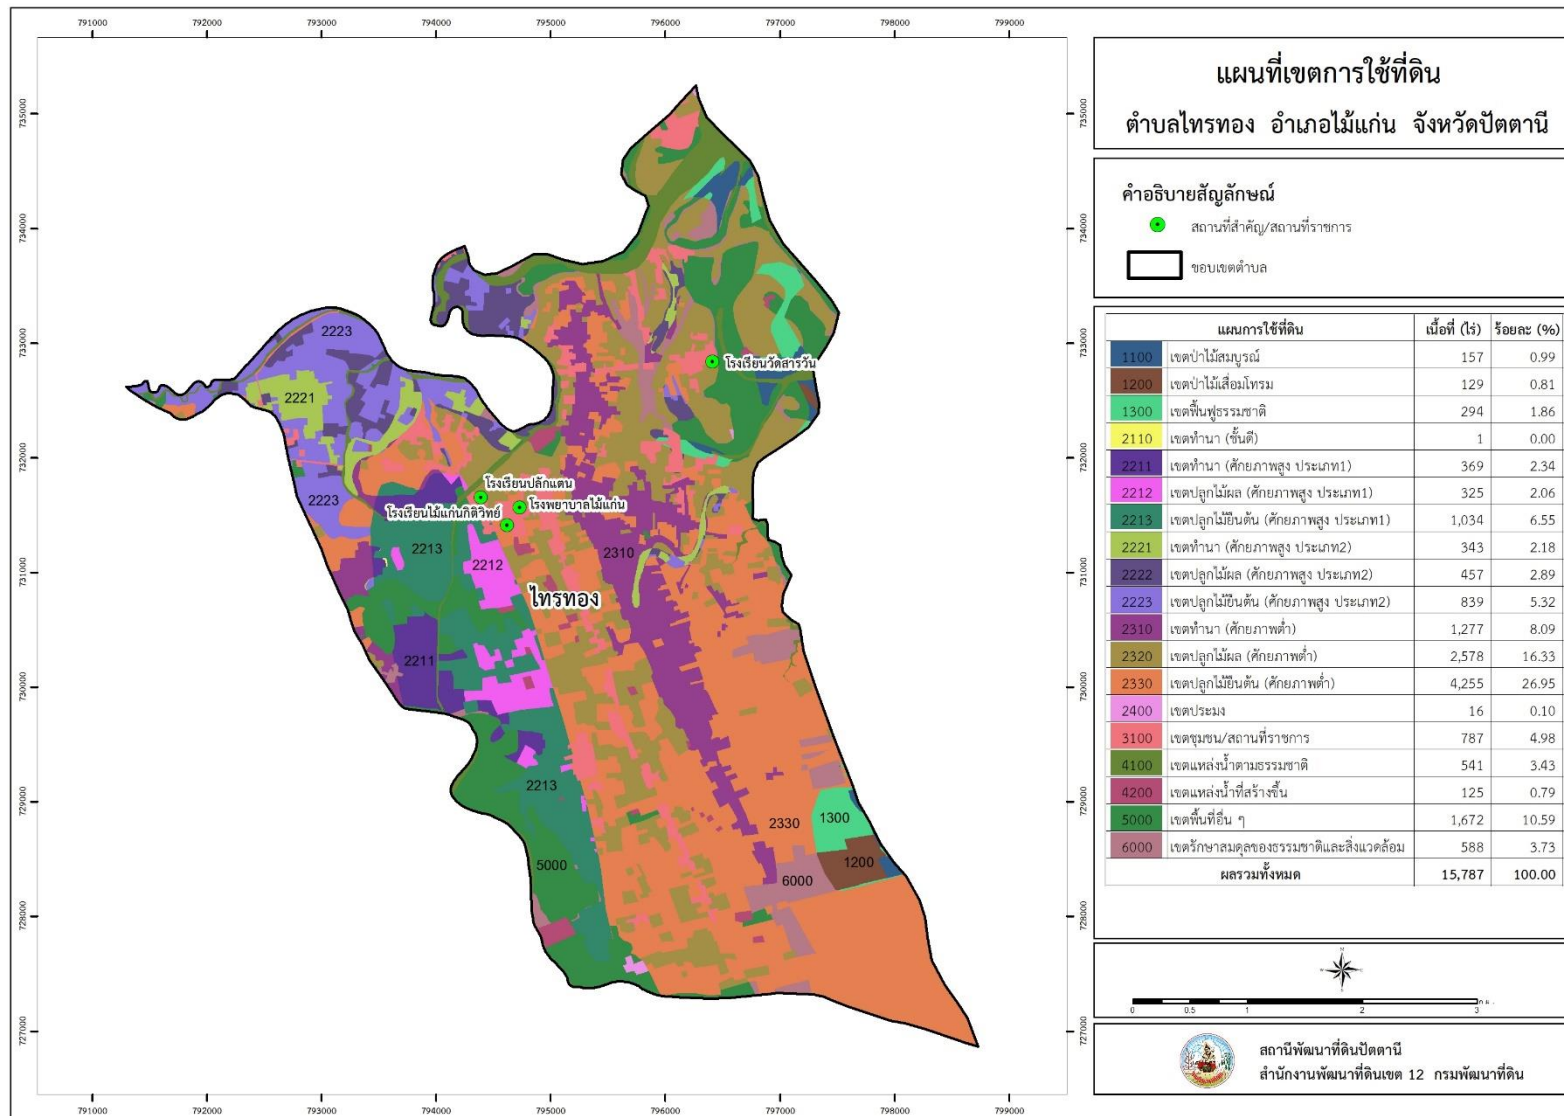 791000 792000 793000 794000 795000 796000 797000 798000 799000
แผนที่เขตการใช้ที่ดิน
ตำบลไทรทอง อำเภอไม้แก่น จังหวัดปัตตานี
คำอธิบายสัญลักษณ์
สถานที่สำคัญ/สถานที่ราชการ
ขอบเขตตำบล
แผนการใช้ที่ดิน เนื้อที่ (ไร่) ร้อยละ (%)
1100 เขตป่าไม้สมบูรณ์ 157 0.99
1200 เขตป่าไม้เสื่อมโทรม 129 0.81
1300 เขตฟื้นฟูธรรมชาติ 294 1.86
2110 เขตทำนา (ชั้นดี) 1 0.00
2211 เขตทำนา (ศักยภาพสูง ประเภท1) 369 2.34
2212 เขตปลูกไม้ผล (ศักยภาพสูง ประเภท1) 325 2.06
2213 เขตปลูกไม้ยืนต้น (ศักยภาพสูง ประเภท1) 1,034 6.55
2221 เขตทำนา (ศักยภาพสูง ประเภท2) 343 2.18
2222 เขตปลูกไม้ผล (ศักยภาพสูง ประเภท2) 457 2.89
2223 เขตปลูกไม้ยืนต้น (ศักยภาพสูง ประเภท2) 839 5.32
2310 เขตทำนา (ศักยภาพต่ำ) 1,277 8.09
2320 เขตปลูกไม้ผล (ศักยภาพต่ำ) 2,578 16.33
2330 เขตปลูกไม้ยืนต้น (ศักยภาพต่ำ) 4,255 26.95
2400 เขตประมง 16 0.10
3100 เขตชุมชน/สถานที่ราชการ 787 4.98
4100 เขตแหล่งน้ำตามธรรมชาติ 541 3.43
4200 เขตแหล่งน้ำที่สร้างขึ้น 125 0.79
5000 เขตพื้นที่อื่น ๆ 1,672 10.59
6000 เขตรักษาสมดุลของธรรมชาติและสิ่งแวดล้อม 588 3.73
ผลรวมทั้งหมด 15,787 100.00
735000 735000
734000 734000
733000 733000
732000 732000
731000 731000
730000 730000
729000 729000
728000 728000
727000 727000
2223
โรงเรียนวัดสารวัน
2221
โรงเรียนปลักแตน
2223
โรงพยาบาลไม้แก่น
โรงเรียนไม้แก่นกิติวิทย์
2213
2310
2212
ไทรทอง
2211
2213
2330
1300
5000
1200
6000
0 0.5 1 2 3
สถานีพัฒนาที่ดินปัตตานี
สำนักงานพัฒนาที่ดินเขต 12 กรมพัฒนาที่ดิน
791000 792000 793000 794000 795000 796000 797000 798000 799000